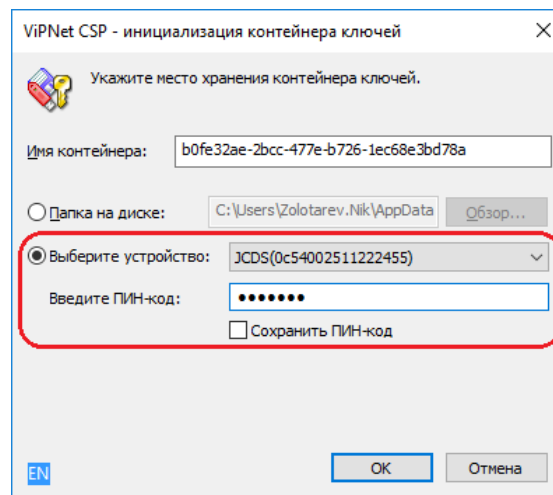 ViPNet CSP - инициализация контейнера ключей
Укажите место хранения контейнера ключей.
Имя контейнера: b0fe32ae-2bcc-477e-b726-1ec68e3bd78a
Папка на диске: C:\Users\Zolotarev.Nik\AppData Обзор...
Выберите устройство: JCDS(0c54002511222455)
Введите ПИН-код: •••••••
Сохранить ПИН-код
EN OK Отмена